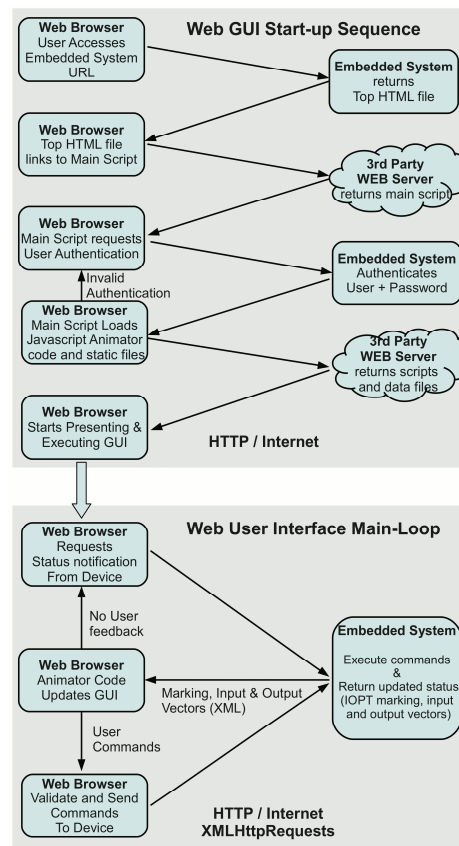 Web GUI Start-up Sequence
Web Browser
User Accesses
Embedded System
URL
Embedded System
returns
Top HTML file
Web Browser
Top HTML file
links to Main Script
3rd Party
WEB Server
returns main script
Web Browser
Main Script requests
User Authentication
Embedded System
Authenticates
User + Password
Invalid
Authentication
Web Browser
Main Script Loads
Javascript Animator
code and static files
3rd Party
WEB Server
returns scripts
and data files
Web Browser
Starts Presenting &
Executing GUI
HTTP / Internet
Web User Interface Main-Loop
Web Browser
Requests
Status notification
From Device
No User
feedback
Embedded System
Execute commands
&
Return updated status
(IOPT marking, input
and output vectors)
Web Browser
Animator Code
Updates GUI
Marking, Input & Output
Vectors (XML)
User
Commands
Web Browser
Validate and Send
Commands
To Device
HTTP / Internet
XMLHttpRequests